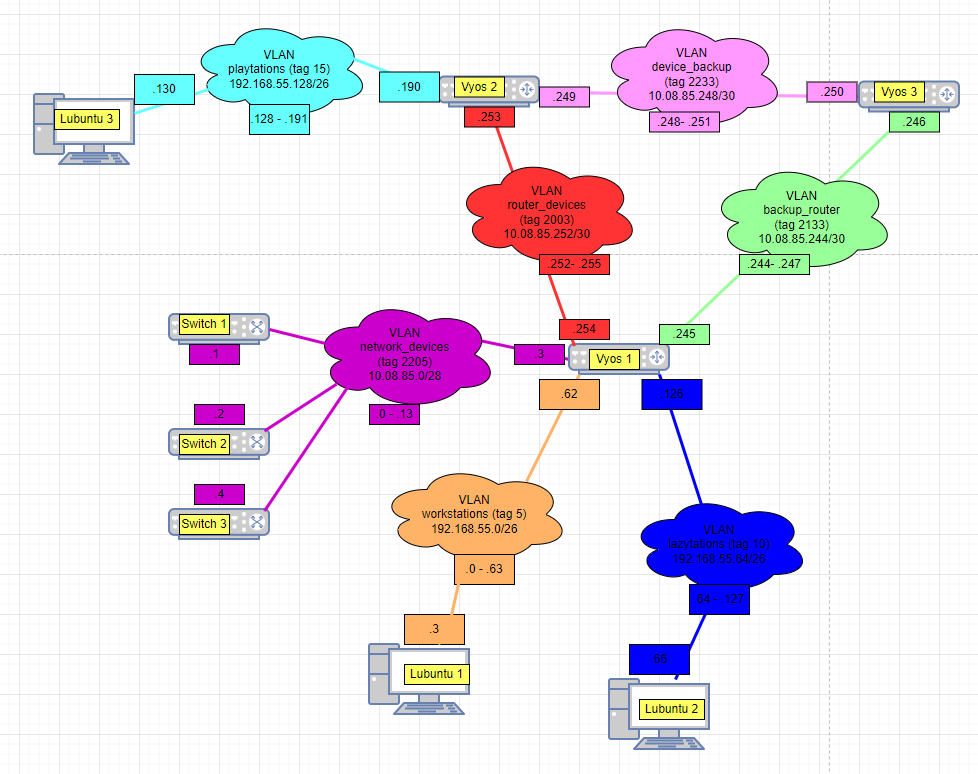 VLAN
playtations (tag 15)
192.168.55.128/26
.130
.128 - .191
Lubuntu 3
.190
Vyos 2
.249
.253
VLAN
device_backup
(tag 2233)
10.08.85.248/30
.248- .251
.250
Vyos 3
.246
VLAN
router_devices
(tag 2003)
10.08.85.252/30
.252- .255
VLAN
backup_router
(tag 2133)
10.08.85.244/30
.244- .247
.254
.245
Vyos 1
.3
.62
.126
Switch 1
.1
VLAN
network_devices
(tag 2205)
10.08.85.0/28
.0 - .13
.2
Switch 2
.4
Switch 3
VLAN
workstations (tag 5)
192.168.55.0/26
.0 - .63
.3
Lubuntu 1
VLAN
lazytations (tag 10)
192.168.55.64/26
.64 - .127
.66
Lubuntu 2